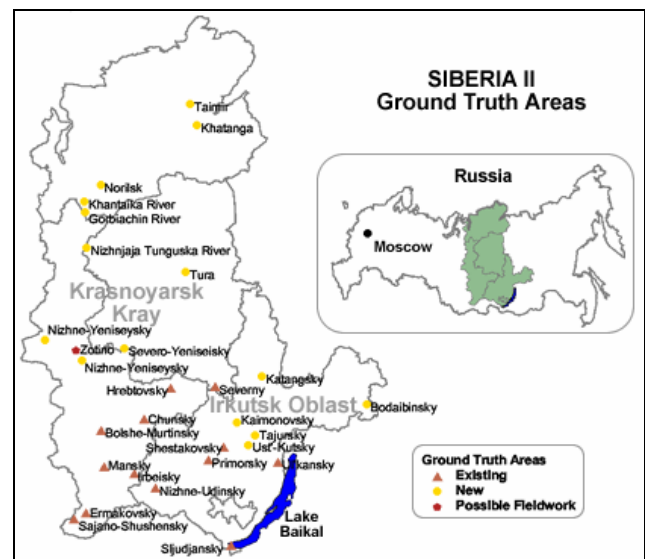 SIBERIA II
Ground Truth Areas
Taimir
Khatanga
Russia
Norilsk
Khantaika River
Gorbiachin River
Moscow
Nizhnjaja Tunguska River
Tura
Krasnoyarsk
Kray
Nizhne-Yeniseysky
Zotino
Severo-Yeniseisky
Nizhne-Yeniseysky
Katangsky
Hrebtovsky
Severny
Irkutsk Oblast
Bodaibinsky
Chunsky
Kaimonovsky
Bolshe-Murtinsky
Tajursky
Shestakovsky
Ust'-Kutsky
Mansky
Primorsky
Ulkansky
Irbeisky
Nizhne-Udinsky
Ground Truth Areas
Existing
New
Possible Fieldwork
Ermakovsky
Sajano-Shushensky
Lake
Baikal
Sljudjansky